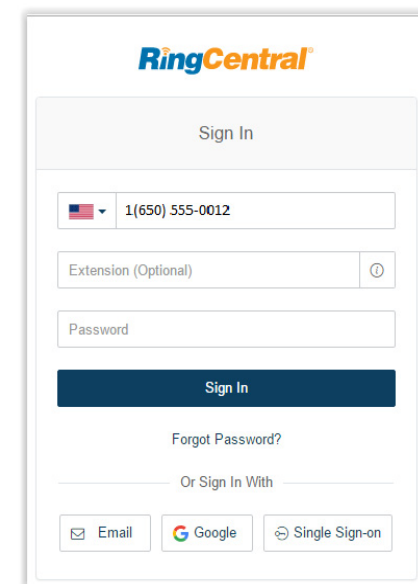 RingCentral®
Sign In
1(650) 555-0012
Extension (Optional)
Password
Sign In
Forgot Password?
Or Sign In With
Email Google Single Sign-on